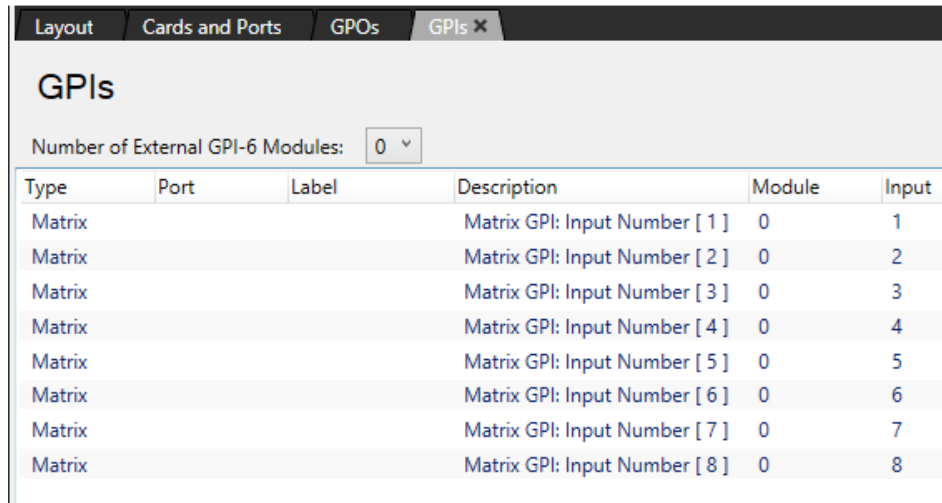 Layout Cards and Ports GPOs GPIs ×
GPIs
Number of External GPI-6 Modules: 0
Type Port Label Description Module Input
Matrix Matrix GPI: Input Number [ 1 ] 0 1
Matrix Matrix GPI: Input Number [ 2 ] 0 2
Matrix Matrix GPI: Input Number [ 3 ] 0 3
Matrix Matrix GPI: Input Number [ 4 ] 0 4
Matrix Matrix GPI: Input Number [ 5 ] 0 5
Matrix Matrix GPI: Input Number [ 6 ] 0 6
Matrix Matrix GPI: Input Number [ 7 ] 0 7
Matrix Matrix GPI: Input Number [ 8 ] 0 8